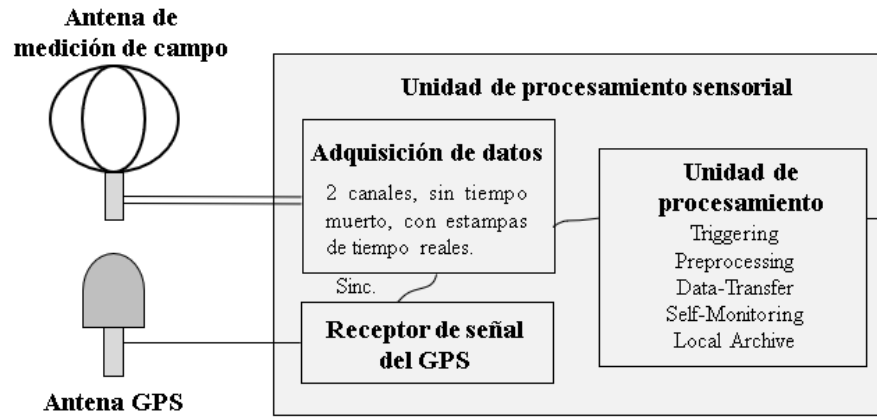 Antena de
medición de campo
Unidad de procesamiento sensorial
Adquisición de datos
2 canales, sin tiempo
muerto, con estampas
de tiempo reales.
Sinc.
Receptor de señal
del GPS
Unidad de
procesamiento
Triggering
Preprocessing
Data-Transfer
Self-Monitoring
Local Archive
Antena GPS